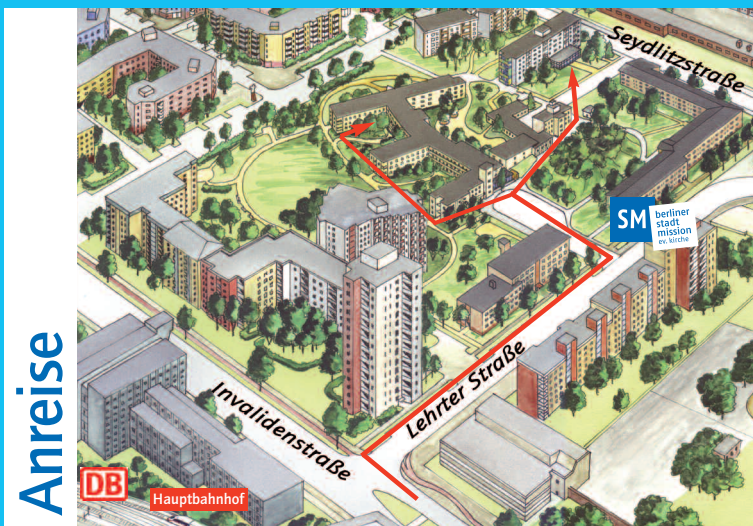 Anreise
Seydlitzstraße
SM
berliner
stadt
mission
ev. kirche
Lehrter Straße
Invalidenstraße
DB
Hauptbahnhof